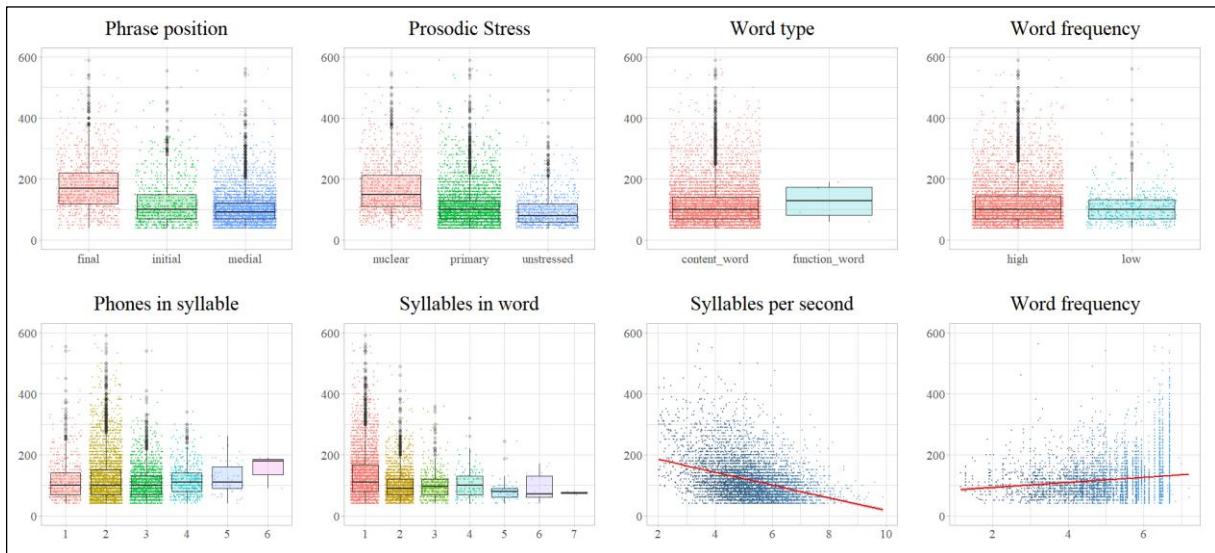 Phrase position
600
400
200
0
final initial medial
Prosodic Stress
600
400
200
0
nuclear primary unstressed
Word type
600
400
200
0
content_word function_word
Word frequency
600
400
200
0
high low
Phones in syllable
600
400
200
0
1 2 3 4 5 6
Syllables in word
600
400
200
0
1 2 3 4 5 6 7
Syllables per second
600
400
200
0
2 4 6 8 10
Word frequency
600
400
200
0
2 4 6